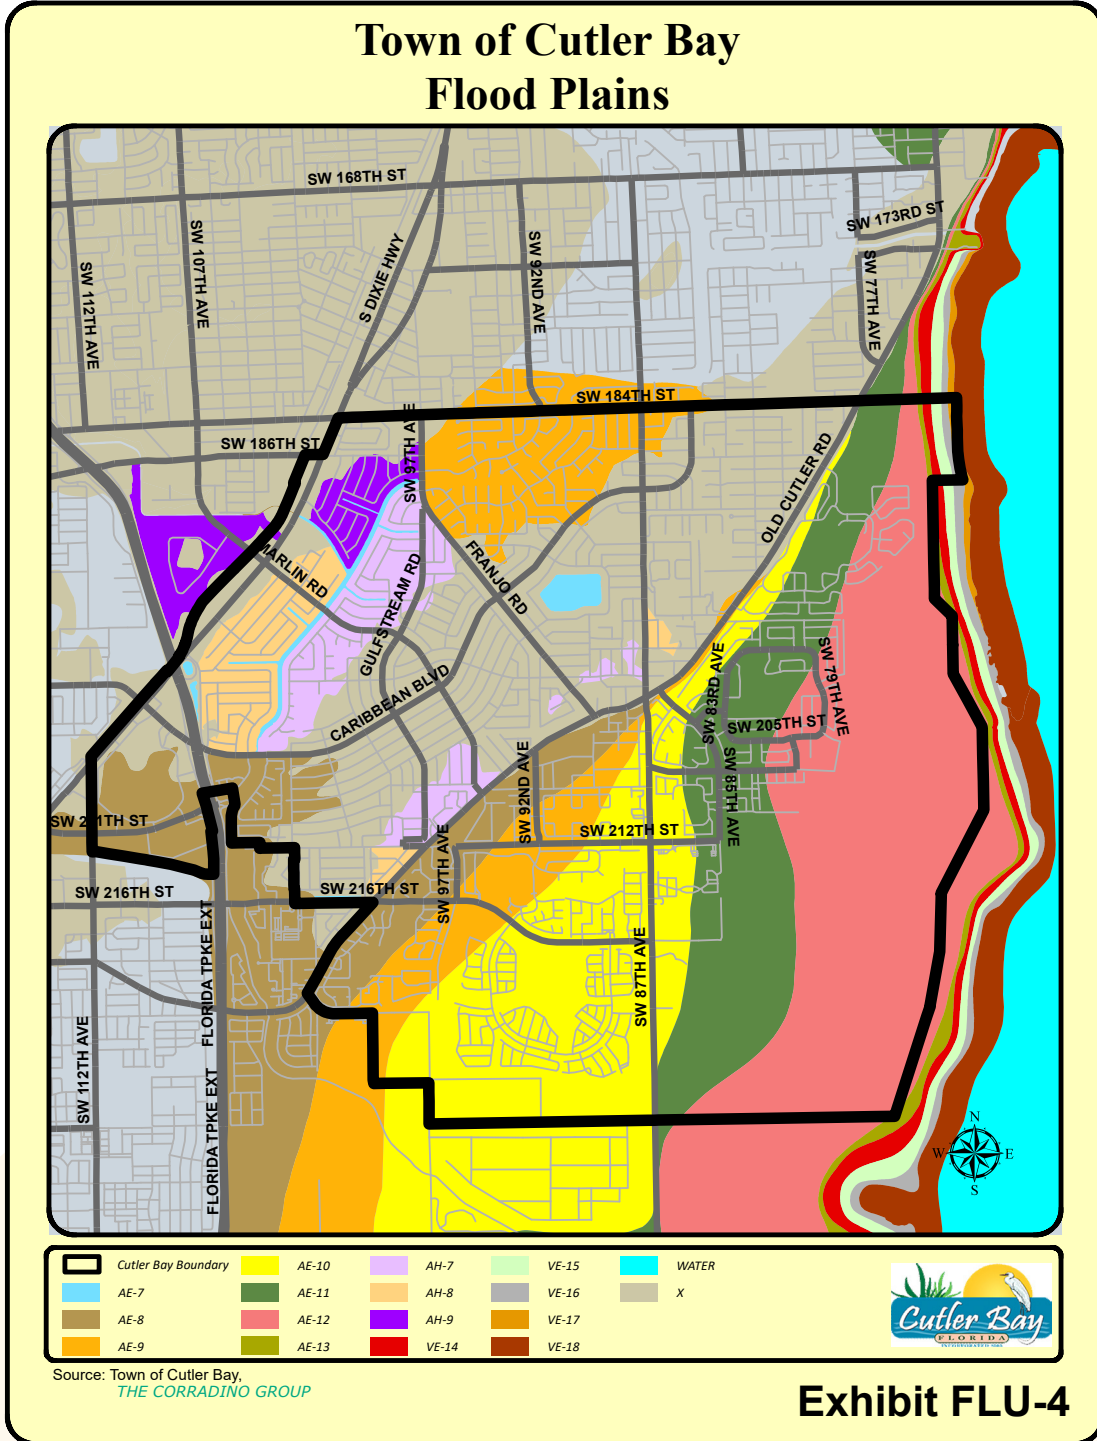 Town of Cutler Bay
Flood Plains
SW 168TH ST
SW 173RD ST
SW 107TH AVE
SW 112TH AVE
S DIXIE HWY
SW 92ND AVE
SW 77TH AVE
SW 184TH ST
SW 186TH ST
SW 97TH AVE
OLD CUTLER RD
MARLIN RD
FRANJO RD
GULFSTREAM RD
CARIBBEAN BLVD
SW 83RD AVE
SW 79TH AVE
SW 205TH ST
SW 85TH AVE
SW 92ND AVE
SW 211TH ST
SW 212TH ST
SW 97TH AVE
SW 216TH ST
SW 216TH ST
FLORIDA TPKE EXT
SW 87TH AVE
SW 112TH AVE
FLORIDA TPKE EXT
N
W E
S
Cutler Bay Boundary
AE-7
AE-8
AE-9
AE-10
AE-11
AE-12
AE-13
AH-7
AH-8
AH-9
VE-14
VE-15
VE-16
VE-17
VE-18
WATER
X
Cutler Bay
FLORIDA
Source: Town of Cutler Bay,
THE CORRADINO GROUP
Exhibit FLU-4